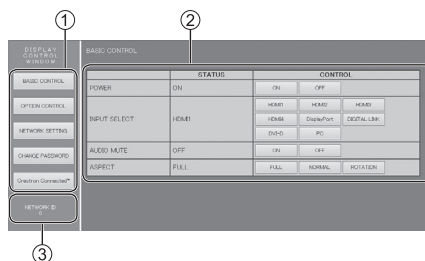 1
2
DISPLAY
CONTROL
WINDOW
BASIC CONTROL
BASIC CONTROL
OPTION CONTROL
NETWORK SETTING
CHANGE PASSWORD
Crestron Connected™
NETWORK ID
0
3
STATUS CONTROL
POWER ON ON OFF
INPUT SELECT HDMI1 HDMI1 HDMI2 HDMI3
HDMI4 DisplayPort DIGITAL LINK
DVI-D PC
AUDIO MUTE OFF ON OFF
ASPECT FULL FULL NORMAL ROTATION